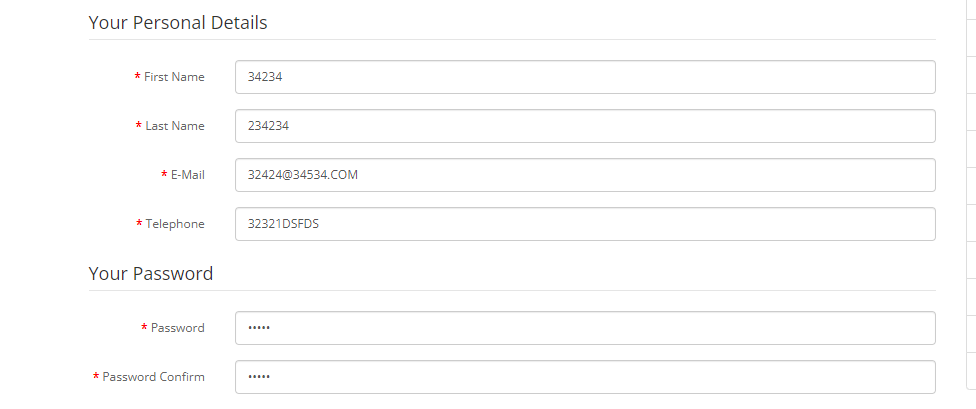 Your Personal Details
* First Name 34234
* Last Name 234234
* E-Mail 32424@34534.COM
* Telephone 32321DSFDS
Your Password
* Password •••••
* Password Confirm •••••